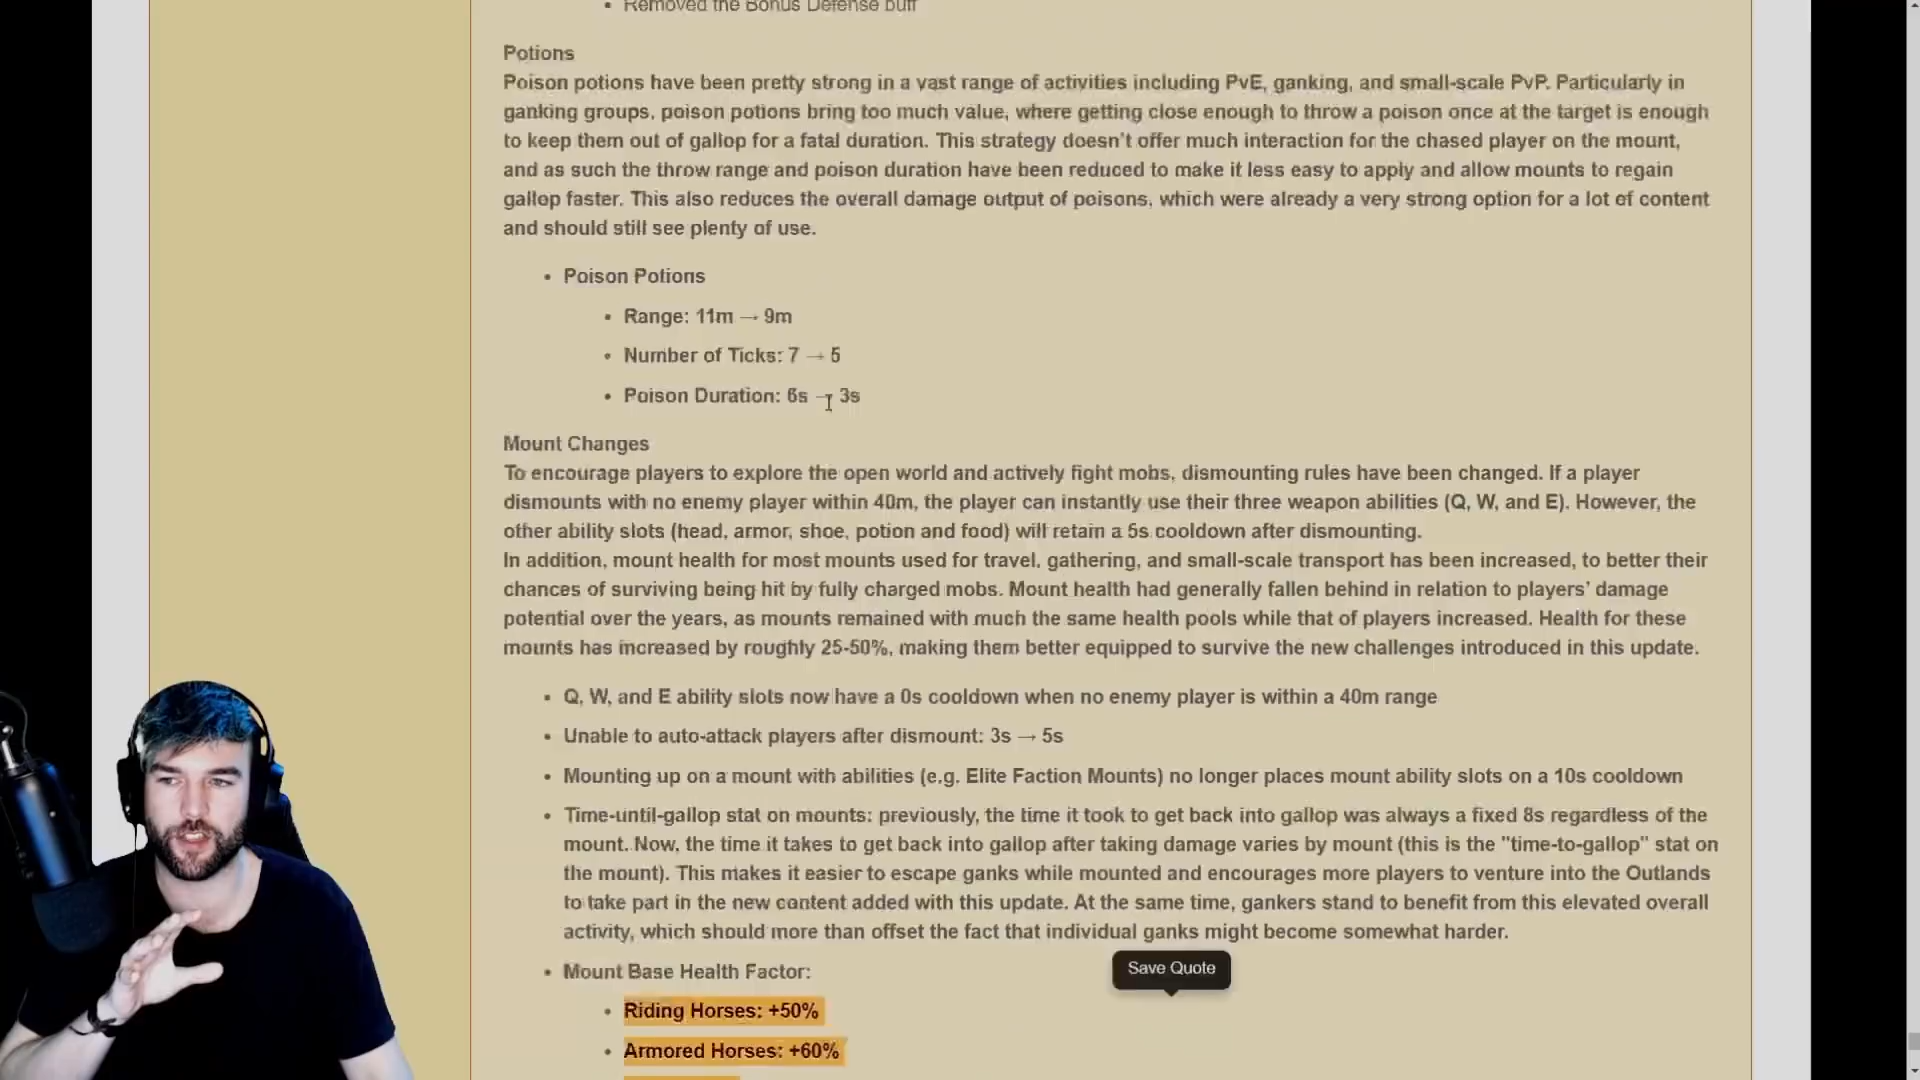 Removed the Bonus Defense buff
Potions
Poison potions have been pretty strong in a vast range of activities including PvE, ganking, and small-scale PvP. Particularly in
ganking groups, poison potions bring too much value, where getting close enough to throw a poison once at the target is enough
to keep them out of gallop for a fatal duration. This strategy doesn't offer much interaction for the chased player on the mount,
and as such the throw range and poison duration have been reduced to make it less easy to apply and allow mounts to regain
gallop faster. This also reduces the overall damage output of poisons, which were already a very strong option for a lot of content
and should still see plenty of use.
• Poison Potions
• Range: 11m → 9m
• Number of Ticks: 7 → 5
• Poison Duration: 6s → 3s
Mount Changes
To encourage players to explore the open world and actively fight mobs, dismounting rules have been changed. If a player
dismounts with no enemy player within 40m, the player can instantly use their three weapon abilities (Q, W, and E). However, the
other ability slots (head, armor, shoe, potion and food) will retain a 5s cooldown after dismounting.
In addition, mount health for most mounts used for travel, gathering, and small-scale transport has been increased, to better their
chances of surviving being hit by fully charged mobs. Mount health had generally fallen behind in relation to players' damage
potential over the years, as mounts remained with much the same health pools while that of players increased. Health for these
mounts has increased by roughly 25-50%, making them better equipped to survive the new challenges introduced in this update.
• Q, W, and E ability slots now have a 0s cooldown when no enemy player is within a 40m range
• Unable to auto-attack players after dismount: 3s → 5s
• Mounting up on a mount with abilities (e.g. Elite Faction Mounts) no longer places mount ability slots on a 10s cooldown
• Time-until-gallop stat on mounts: previously, the time it took to get back into gallop was always a fixed 8s regardless of the
mount. Now, the time it takes to get back into gallop after taking damage varies by mount (this is the "time-to-gallop" stat on
the mount). This makes it easier to escape ganks while mounted and encourages more players to venture into the Outlands
to take part in the new content added with this update. At the same time, gankers stand to benefit from this elevated overall
activity, which should more than offset the fact that individual ganks might become somewhat harder.
• Mount Base Health Factor:
Save Quote
• Riding Horses: +50%
• Armored Horses: +60%